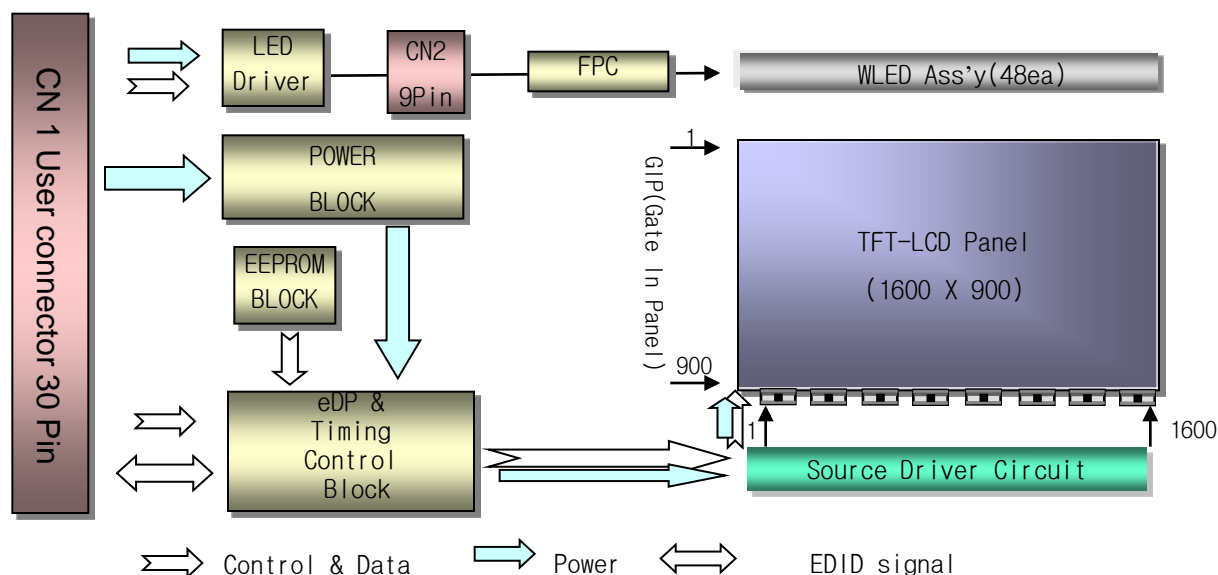 CN 1 User connector 30 Pin
LED
Driver
CN2
9Pin
FPC
WLED Ass'y(48ea)
POWER
BLOCK
EEPROM
BLOCK
eDP &
Timing
Control
Block
1
GIP(Gate In Panel)
900
TFT-LCD Panel
(1600 X 900)
1
1600
Source Driver Circuit
Control & Data
Power
EDID signal